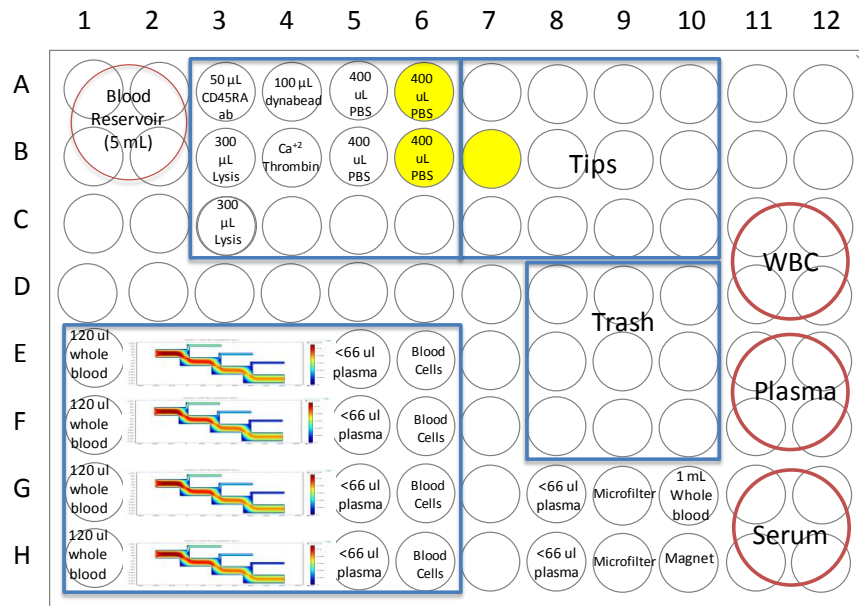 1 2 3 4 5 6 7 8 9 10 11 12
A
Blood
Reservoir
(5 mL)
50 µL
CD45RA
ab
100 µL
dynabead
400
uL
PBS
400
uL
PBS
B
300
µL
Lysis
Ca+2
Thrombin
400
uL
PBS
400
uL
PBS
Tips
C
300
µL
Lysis
WBC
D
Trash
E
120 ul
whole
blood
<66 ul
plasma
Blood
Cells
Plasma
F
120 ul
whole
blood
<66 ul
plasma
Blood
Cells
G
120 ul
whole
blood
<66 ul
plasma
Blood
Cells
<66 ul
plasma
Microfilter
1 mL
Whole
blood
Serum
H
120 ul
whole
blood
<66 ul
plasma
Blood
Cells
<66 ul
plasma
Microfilter
Magnet